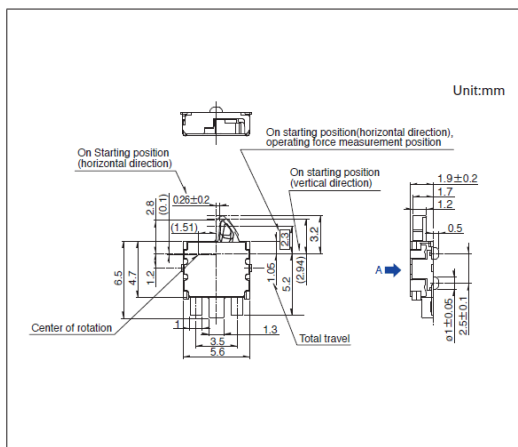 Unit:mm
On starting position(horizontal direction),
operating force measurement position
On Starting position
(horizontal direction)
On starting position
(vertical direction)
1.9±0.2
1.7
1.2
0.26±0.2
0.5
2.8
(0.1)
(1.51)
2.3
3.2
(2.94)
6.5
4.7
1.2
1.05
5.2
A
Center of rotation
1
1.3
Total travel
3.5
5.6
ø1±0.05
2.5±0.1